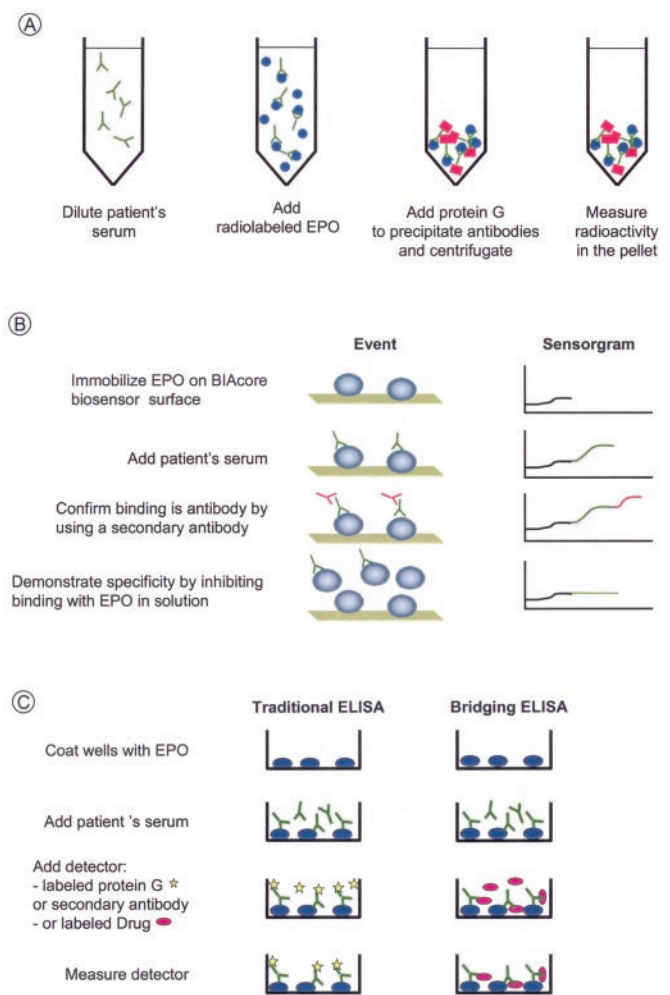 A
Dilute patient's
serum
Add
radiolabeled EPO
Add protein G
to precipitate antibodies
and centrifugate
Measure
radioactivity
in the pellet
B
Event
Sensorgram
Immobilize EPO on BIAcore
biosensor surface
Add patient's serum
Confirm binding is antibody by
using a secondary antibody
Demonstrate specificity by inhibiting
binding with EPO in solution
C
Traditional ELISA
Bridging ELISA
Coat wells with EPO
Add patient 's serum
Add detector:
- labeled protein G
or secondary antibody
- or labeled Drug
Measure detector